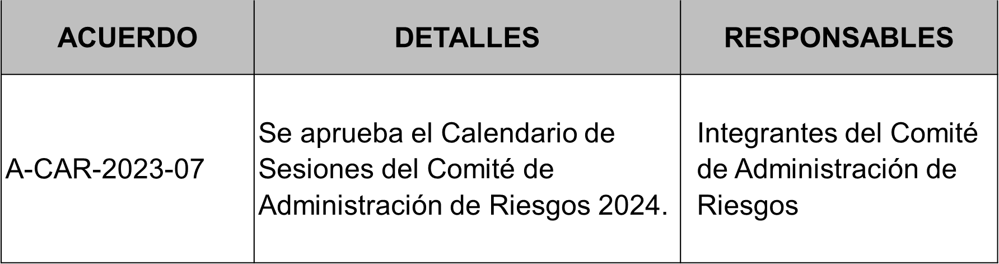 ACUERDO
DETALLES
RESPONSABLES
A-CAR-2023-07
Se aprueba el Calendario de
Sesiones del Comité de
Administración de Riesgos 2024.
Integrantes del Comité
de Administración de
Riesgos